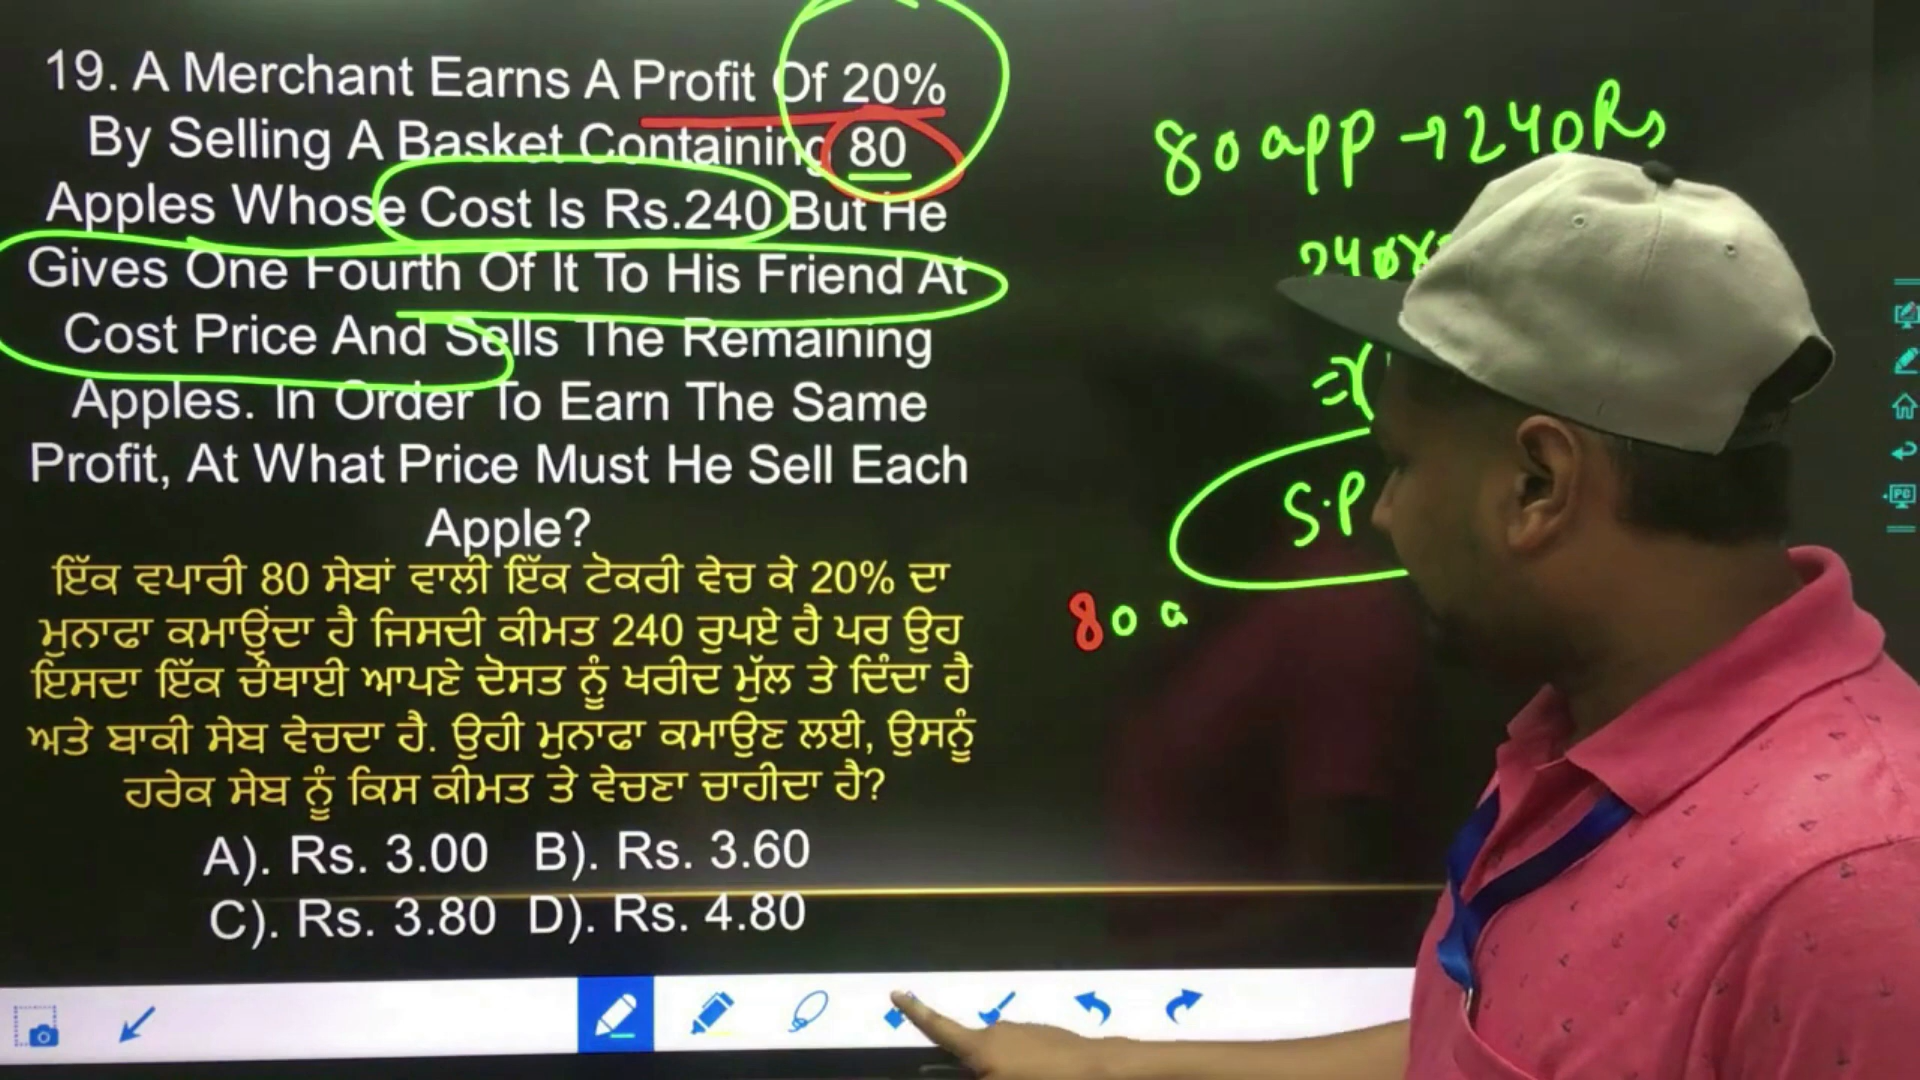 19. A Merchant Earns A Profit Of 20%
By Selling A Basket Containing 80
Apples Whose Cost Is Rs.240 But He
Gives One Fourth Of It To His Friend At
Cost Price And Sells The Remaining
Apples. In Order To Earn The Same
Profit, At What Price Must He Sell Each
Apple?
ਇੱਕ ਵਪਾਰੀ 80 ਸੇਬਾਂ ਵਾਲੀ ਇੱਕ ਟੋਕਰੀ ਵੇਚ ਕੇ 20% ਦਾ
ਮੁਨਾਫਾ ਕਮਾਉਂਦਾ ਹੈ ਜਿਸਦੀ ਕੀਮਤ 240 ਰੁਪਏ ਹੈ ਪਰ ਉਹ
ਇਸਦਾ ਇੱਕ ਚੌਥਾਈ ਆਪਣੇ ਦੋਸਤ ਨੂੰ ਖਰੀਦ ਮੁੱਲ ਤੇ ਦਿੰਦਾ ਹੈ
ਅਤੇ ਬਾਕੀ ਸੇਬ ਵੇਚਦਾ ਹੈ. ਉਹੀ ਮੁਨਾਫਾ ਕਮਾਉਣ ਲਈ, ਉਸਨੂੰ
ਹਰੇਕ ਸੇਬ ਨੂੰ ਕਿਸ ਕੀਮਤ ਤੇ ਵੇਚਣਾ ਚਾਹੀਦਾ ਹੈ?
A). Rs. 3.00 B). Rs. 3.60
C). Rs. 3.80 D). Rs. 4.80
80 app → 240 Rs
240×
=
S.P
80 a